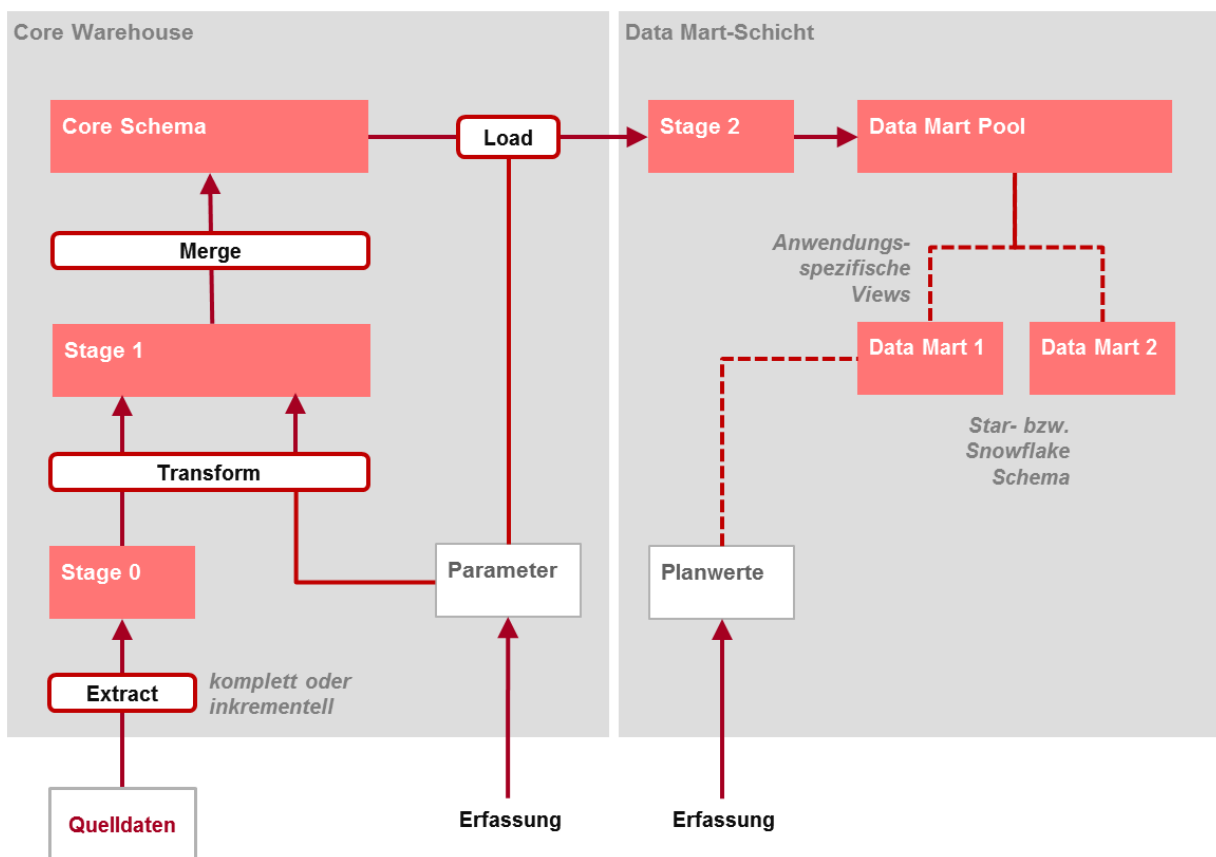 Core Warehouse
Data Mart-Schicht
Core Schema
Load
Stage 2
Data Mart Pool
Merge
Anwendungs-
spezifische
Views
Stage 1
Data Mart 1
Data Mart 2
Star- bzw.
Snowflake
Schema
Transform
Stage 0
Parameter
Planwerte
Extract
komplett oder
inkrementell
Quelldaten
Erfassung
Erfassung